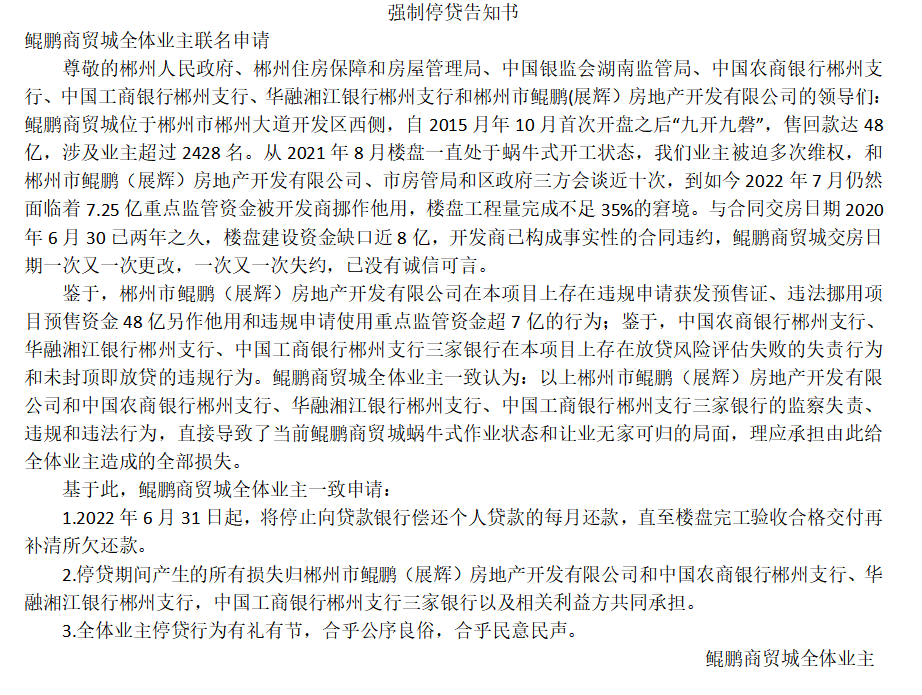 强制停贷告知书
鲲鹏商贸城全体业主联名申请
尊敬的郴州人民政府、郴州住房保障和房屋管理局、中国银监会湖南监管局、中国农商银行郴州支
行、中国工商银行郴州支行、华融湘江银行郴州支行和郴州市鲲鹏(展辉）房地产开发有限公司的领导们：
鲲鹏商贸城位于郴州市郴州大道开发区西侧，自 2015 月年 10 月首次开盘之后“九开九磬”，售回款达 48
亿，涉及业主超过 2428 名。从 2021 年 8 月楼盘一直处于蜗牛式开工状态，我们业主被迫多次维权，和
郴州市鲲鹏（展辉）房地产开发有限公司、市房管局和区政府三方会谈近十次，到如今 2022 年 7 月仍然
面临着 7.25 亿重点监管资金被开发商挪作他用，楼盘工程量完成不足 35%的窘境。与合同交房日期 2020
年 6 月 30 已两年之久，楼盘建设资金缺口近 8 亿，开发商已构成事实性的合同违约，鲲鹏商贸城交房日
期一次又一次更改，一次又一次失约，已没有诚信可言。
鉴于，郴州市鲲鹏（展辉）房地产开发有限公司在本项目上存在违规申请获发预售证、违法挪用项
目预售资金 48 亿另作他用和违规申请使用重点监管资金超 7 亿的行为；鉴于，中国农商银行郴州支行、
华融湘江银行郴州支行、中国工商银行郴州支行三家银行在本项目上存在放贷风险评估失败的失责行为
和未封顶即放贷的违规行为。鲲鹏商贸城全体业主一致认为：以上郴州市鲲鹏（展辉）房地产开发有限
公司和中国农商银行郴州支行、华融湘江银行郴州支行、中国工商银行郴州支行三家银行的监察失责、
违规和违法行为，直接导致了当前鲲鹏商贸城蜗牛式作业状态和让业无家可归的局面，理应承担由此给
全体业主造成的全部损失。
基于此，鲲鹏商贸城全体业主一致申请：
1.2022 年 6 月 31 日起，将停止向贷款银行偿还个人贷款的每月还款，直至楼盘完工验收合格交付再
补清所欠还款。
2.停贷期间产生的所有损失归郴州市鲲鹏（展辉）房地产开发有限公司和中国农商银行郴州支行、华
融湘江银行郴州支行，中国工商银行郴州支行三家银行以及相关利益方共同承担。
3.全体业主停贷行为有礼有节，合乎公序良俗，合乎民意民声。
鲲鹏商贸城全体业主